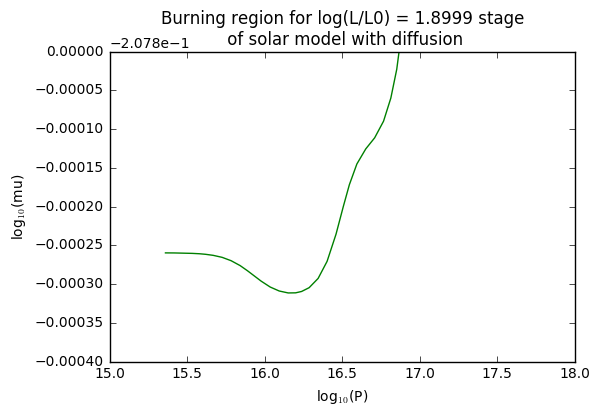 Burning region for log(L/L0) = 1.8999 stage
of solar model with diffusion
−2.078e−1
0.00000
−0.00005
−0.00010
−0.00015
−0.00020
−0.00025
−0.00030
−0.00035
−0.00040
log₁₀(mu)
15.0 15.5 16.0 16.5 17.0 17.5 18.0
log₁₀(P)